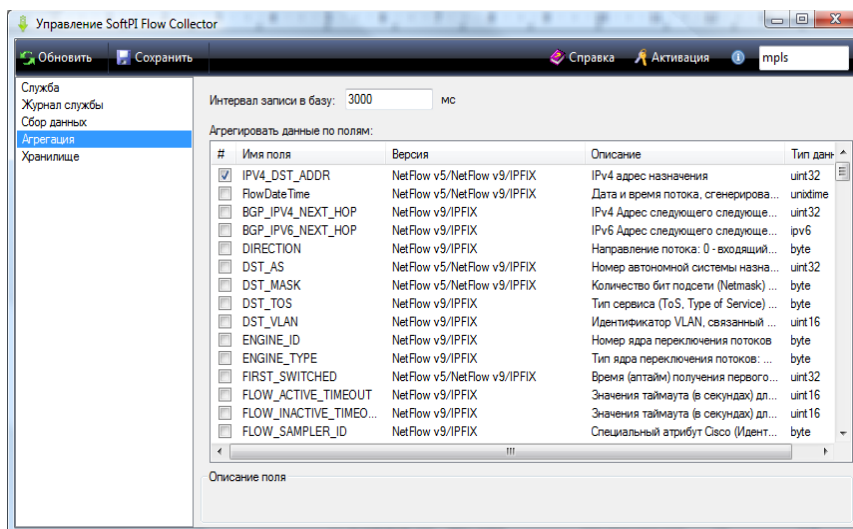 Управление SoftPI Flow Collector
Обновить Сохранить Справка Активация mpls
Служба
Журнал службы
Сбор данных
Агрегация
Хранилище
Интервал записи в базу: 3000 мс
Агрегировать данные по полям:
# Имя поля Версия Описание Тип данн
IPV4_DST_ADDR NetFlow v5/NetFlow v9/IPFIX IPv4 адрес назначения uint32
FlowDateTime NetFlow v5/NetFlow v9/IPFIX Дата и время потока, сгенерирова... unixtime
BGP_IPV4_NEXT_HOP NetFlow v9/IPFIX IPv4 Адрес следующего следующе... uint32
BGP_IPV6_NEXT_HOP NetFlow v9/IPFIX IPv6 Адрес следующего следующе... ipv6
DIRECTION NetFlow v9/IPFIX Направление потока: 0 - входящий... byte
DST_AS NetFlow v5/NetFlow v9/IPFIX Номер автономной системы назна... uint32
DST_MASK NetFlow v5/NetFlow v9/IPFIX Количество бит подсети (Netmask) ... byte
DST_TOS NetFlow v9/IPFIX Тип сервиса (ToS, Type of Service) ... byte
DST_VLAN NetFlow v9/IPFIX Идентификатор VLAN, связанный ... uint16
ENGINE_ID NetFlow v9/IPFIX Номер ядра переключения потоков byte
ENGINE_TYPE NetFlow v9/IPFIX Тип ядра переключения потоков: ... byte
FIRST_SWITCHED NetFlow v5/NetFlow v9/IPFIX Время (аптайм) получения первого... uint32
FLOW_ACTIVE_TIMEOUT NetFlow v9/IPFIX Значения таймаута (в секундах) дл... uint16
FLOW_INACTIVE_TIMEO... NetFlow v9/IPFIX Значения таймаута (в секундах) дл... uint16
FLOW_SAMPLER_ID NetFlow v9/IPFIX Специальный атрибут Cisco (Идент... byte
Описание поля